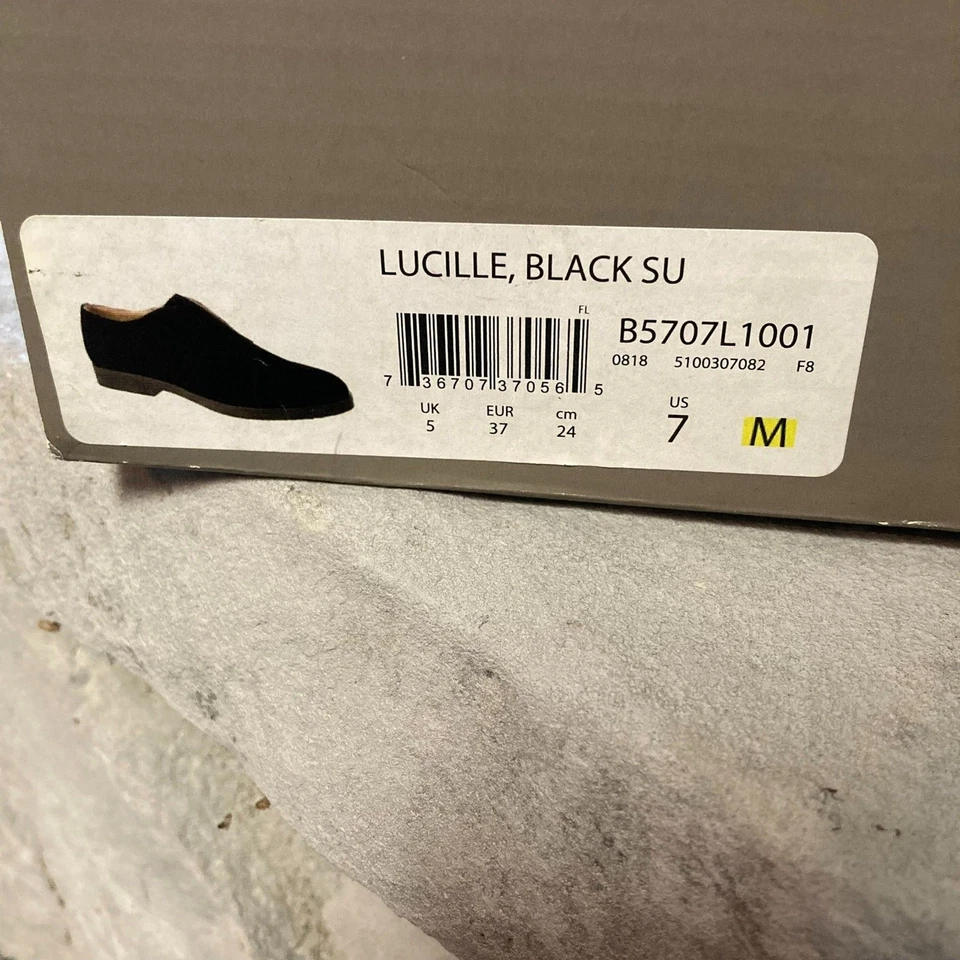 LUCILLE, BLACK SU
FL
B5707L1001
7 36707 37056 5
0818 5100307082 F8
UK EUR cm US
5 37 24 7 M